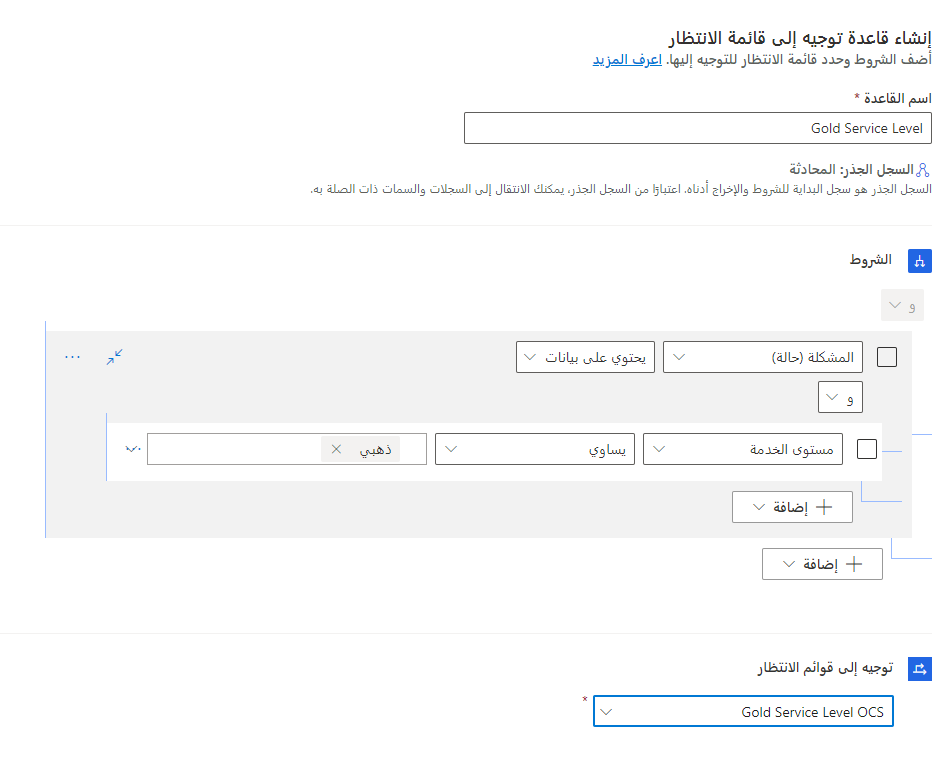 إنشاء قاعدة توجيه إلى قائمة الانتظار
أضف الشروط وحدد قائمة الانتظار للتوجيه إليها. اعرف المزيد
اسم القاعدة *
Gold Service Level
السجل الجذر: المحادثة
السجل الجذر هو سجل البداية للشروط والإخراج أدناه. اعتبارًا من السجل الجذر، يمكنك الانتقال إلى السجلات والسمات ذات الصلة به.
الشروط
و
المشكلة (حالة) يحتوي على بيانات
و
مستوى الخدمة يساوي ذهبي
إضافة
إضافة
توجيه إلى قوائم الانتظار
Gold Service Level OCS *